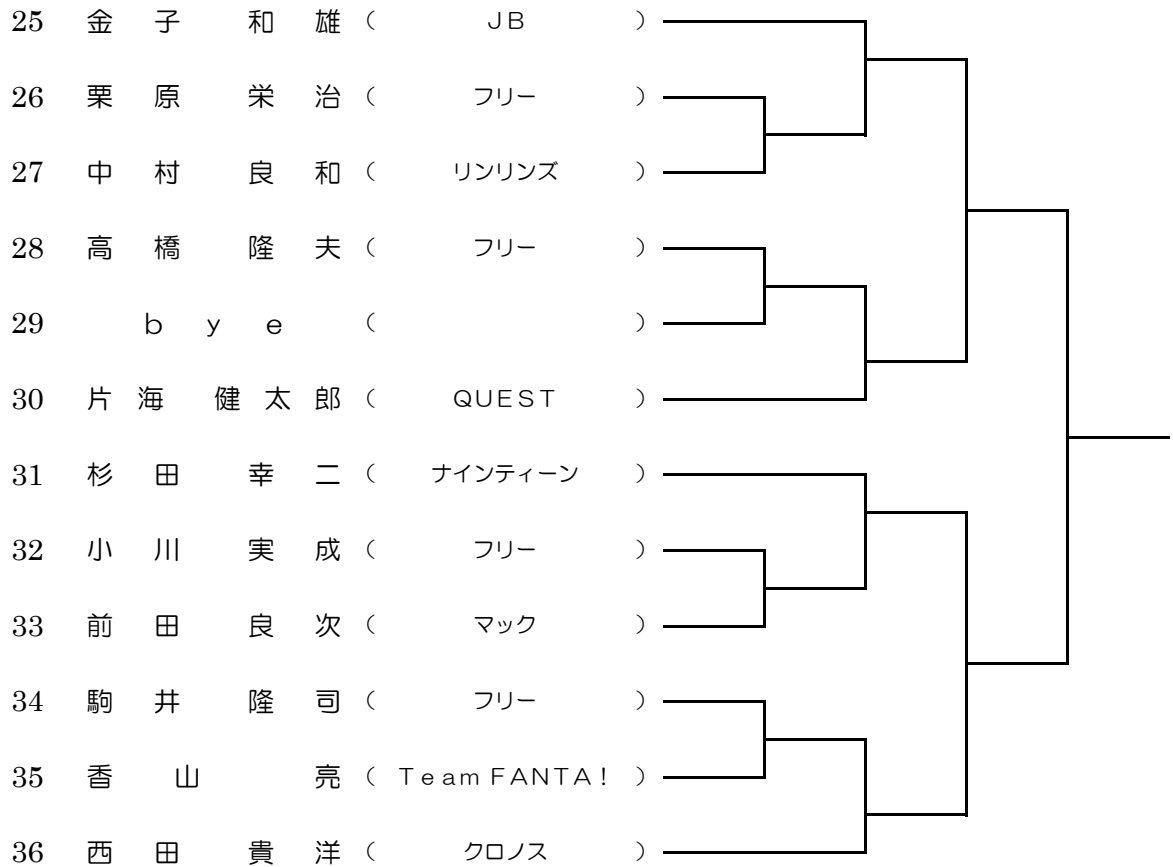 25 金子 和雄 ( JB )
26 栗原 栄治 ( フリー )
27 中村 良和 ( リンリンズ )
28 高橋 隆夫 ( フリー )
29 bye ( )
30 片海 健太郎 ( QUEST )
31 杉田 幸二 ( ナインティーン )
32 小川 実成 ( フリー )
33 前田 良次 ( マック )
34 駒井 隆司 ( フリー )
35 香山 亮 ( Team FANTA! )
36 西田 貴洋 ( クロノス )